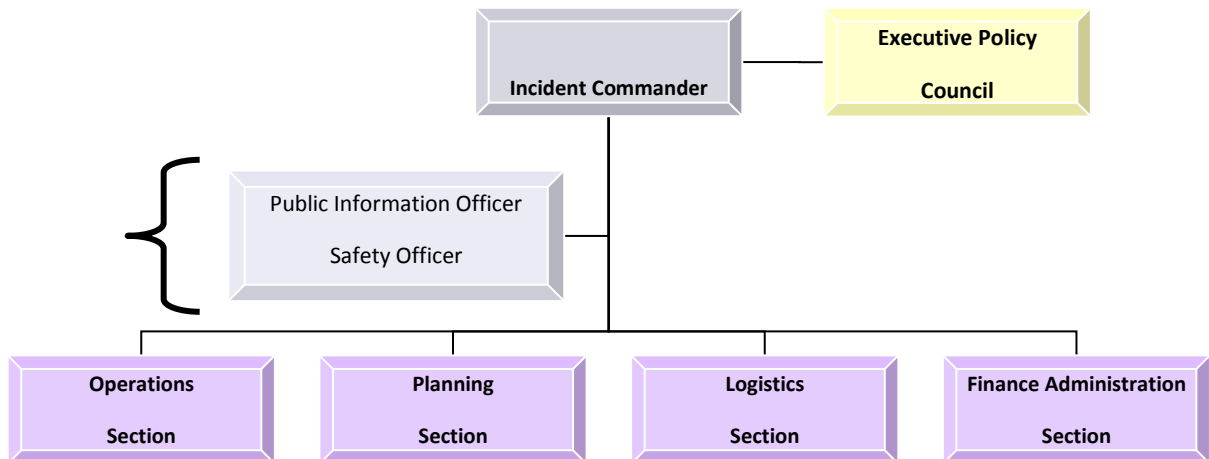 Executive Policy
Council
Incident Commander
Public Information Officer
Safety Officer
Operations
Section
Planning
Section
Logistics
Section
Finance Administration
Section